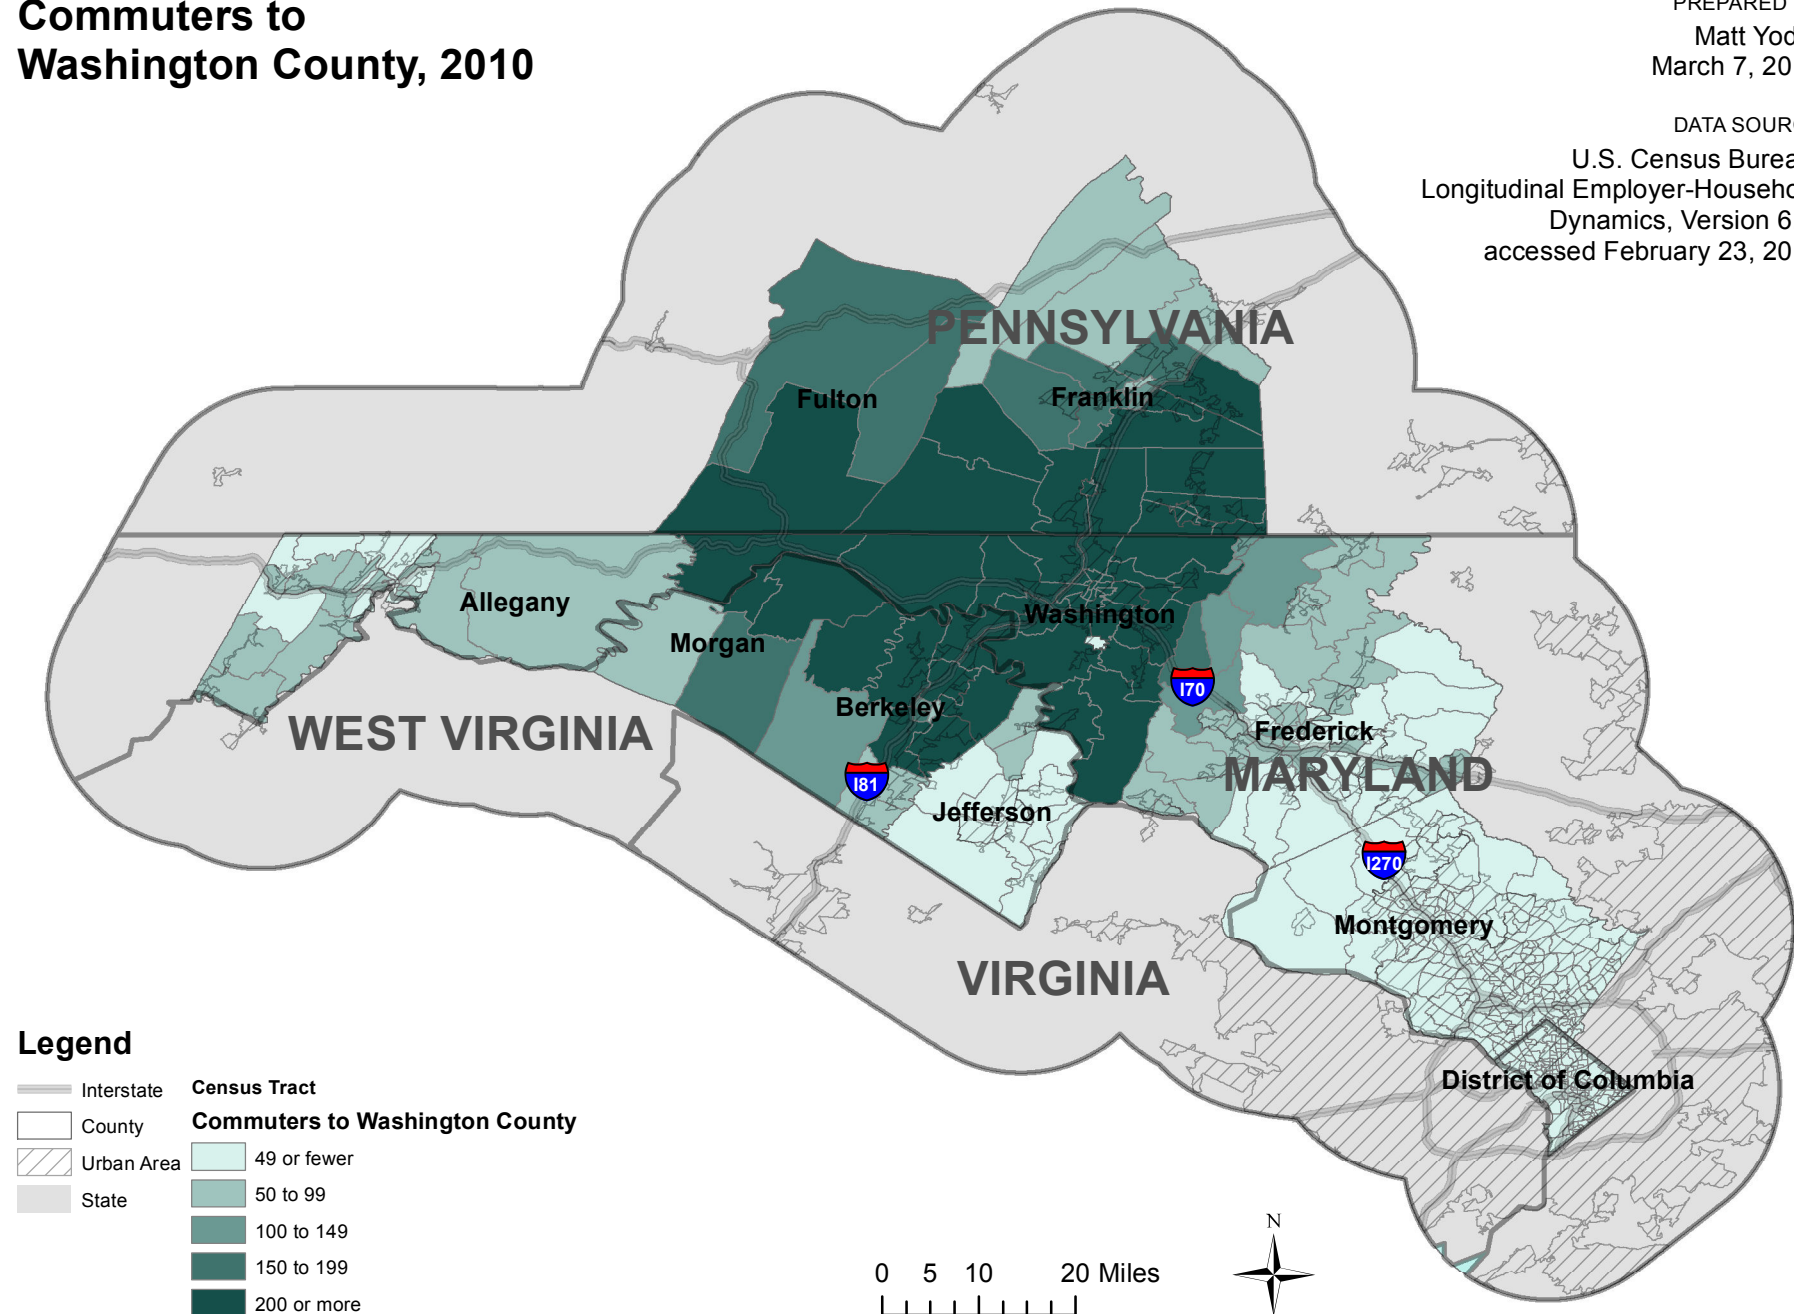 Commuters to
Washington County, 2010
PREPARED
Matt Yod
March 7, 20
DATA SOUR
U.S. Census Burea
Longitudinal Employer-Househo
Dynamics, Version 6
accessed February 23, 20
PENNSYLVANIA
Fulton
Franklin
Allegany
Washington
Morgan
I70
Berkeley
WEST VIRGINIA
Frederick
MARYLAND
I81
Jefferson
I270
Montgomery
VIRGINIA
District of Columbia
Legend
Interstate
County
Urban Area
State
Census Tract
Commuters to Washington County
49 or fewer
50 to 99
100 to 149
150 to 199
200 or more
0 5 10 20 Miles
N